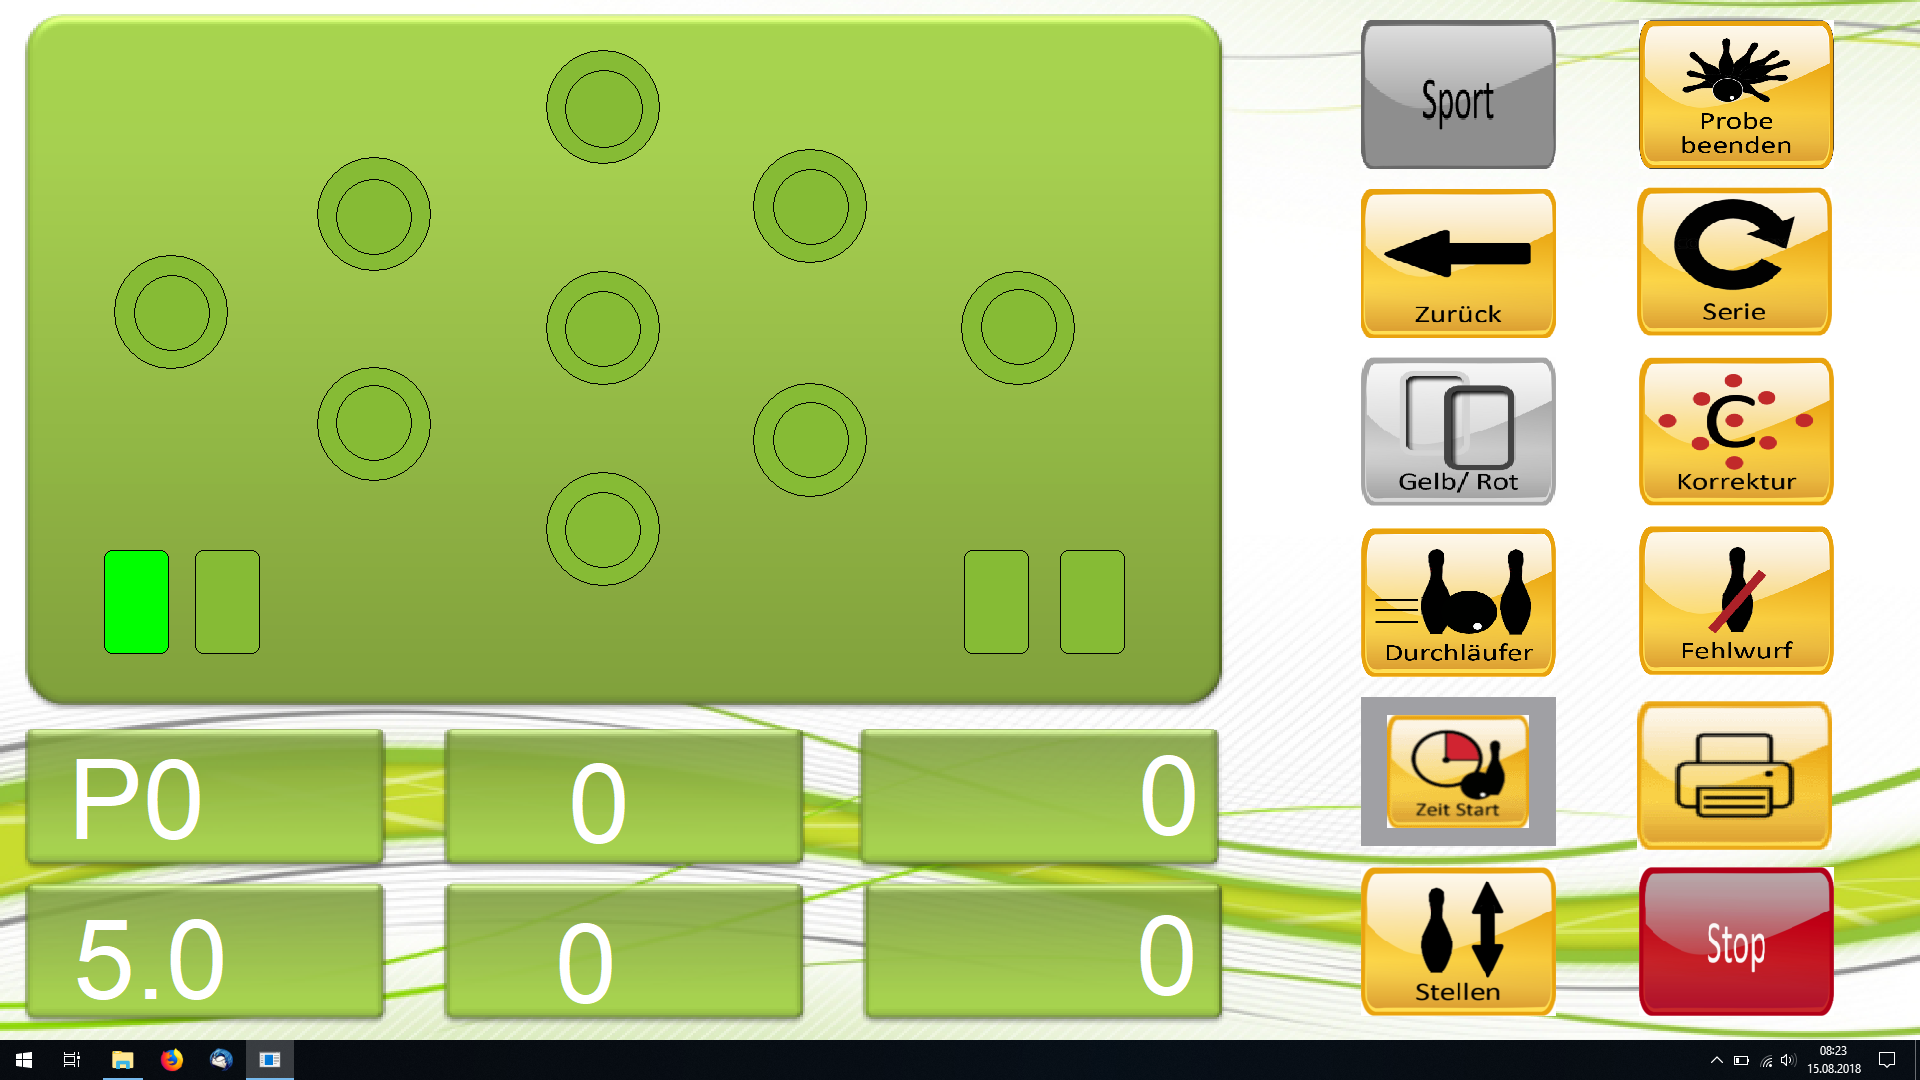 Sport
Probe
beenden
Zurück
Serie
Gelb/ Rot
C
Korrektur
Durchläufer
Fehlwurf
Zeit Start
P0
0
0
5.0
0
0
Stellen
Stop
08:23
15.08.2018